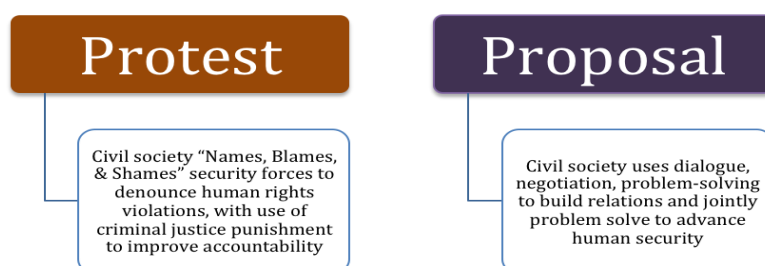 Protest
Civil society “Names, Blames,
& Shames” security forces to
denounce human rights
violations, with use of
criminal justice punishment
to improve accountability
Proposal
Civil society uses dialogue,
negotiation, problem-solving
to build relations and jointly
problem solve to advance
human security